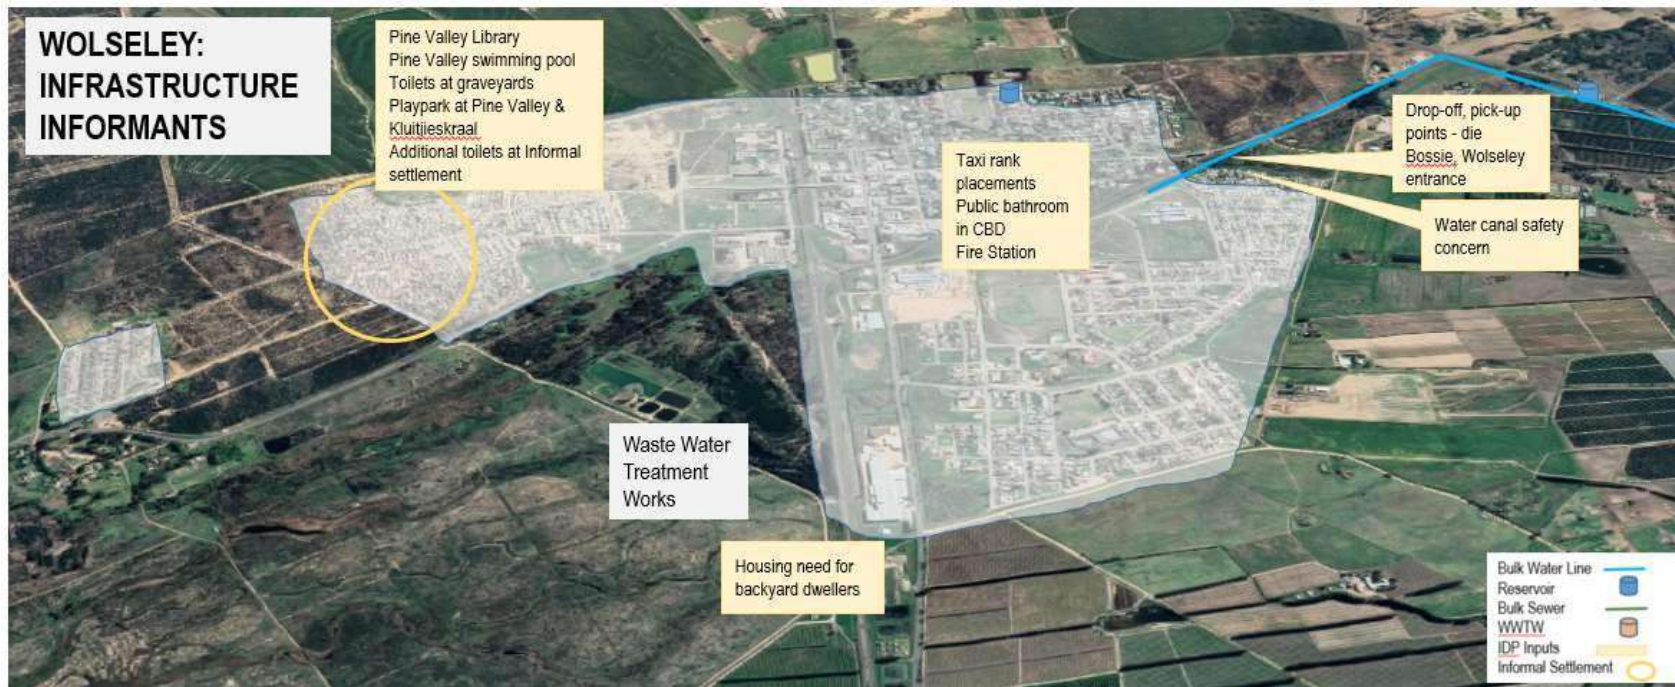 WOLSELEY:
INFRASTRUCTURE
INFORMANTS
Pine Valley Library
Pine Valley swimming pool
Toilets at graveyards
Playpark at Pine Valley &
Kluitjieskraal
Additional toilets at Informal
settlement
Taxi rank
placements
Public bathroom
in CBD
Fire Station
Drop-off, pick-up
points - die
Bossie, Wolseley
entrance
Water canal safety
concern
Waste Water
Treatment
Works
Housing need for
backyard dwellers
Bulk Water Line
Reservoir
Bulk Sewer
WWTW
IDP Inputs
Informal Settlement